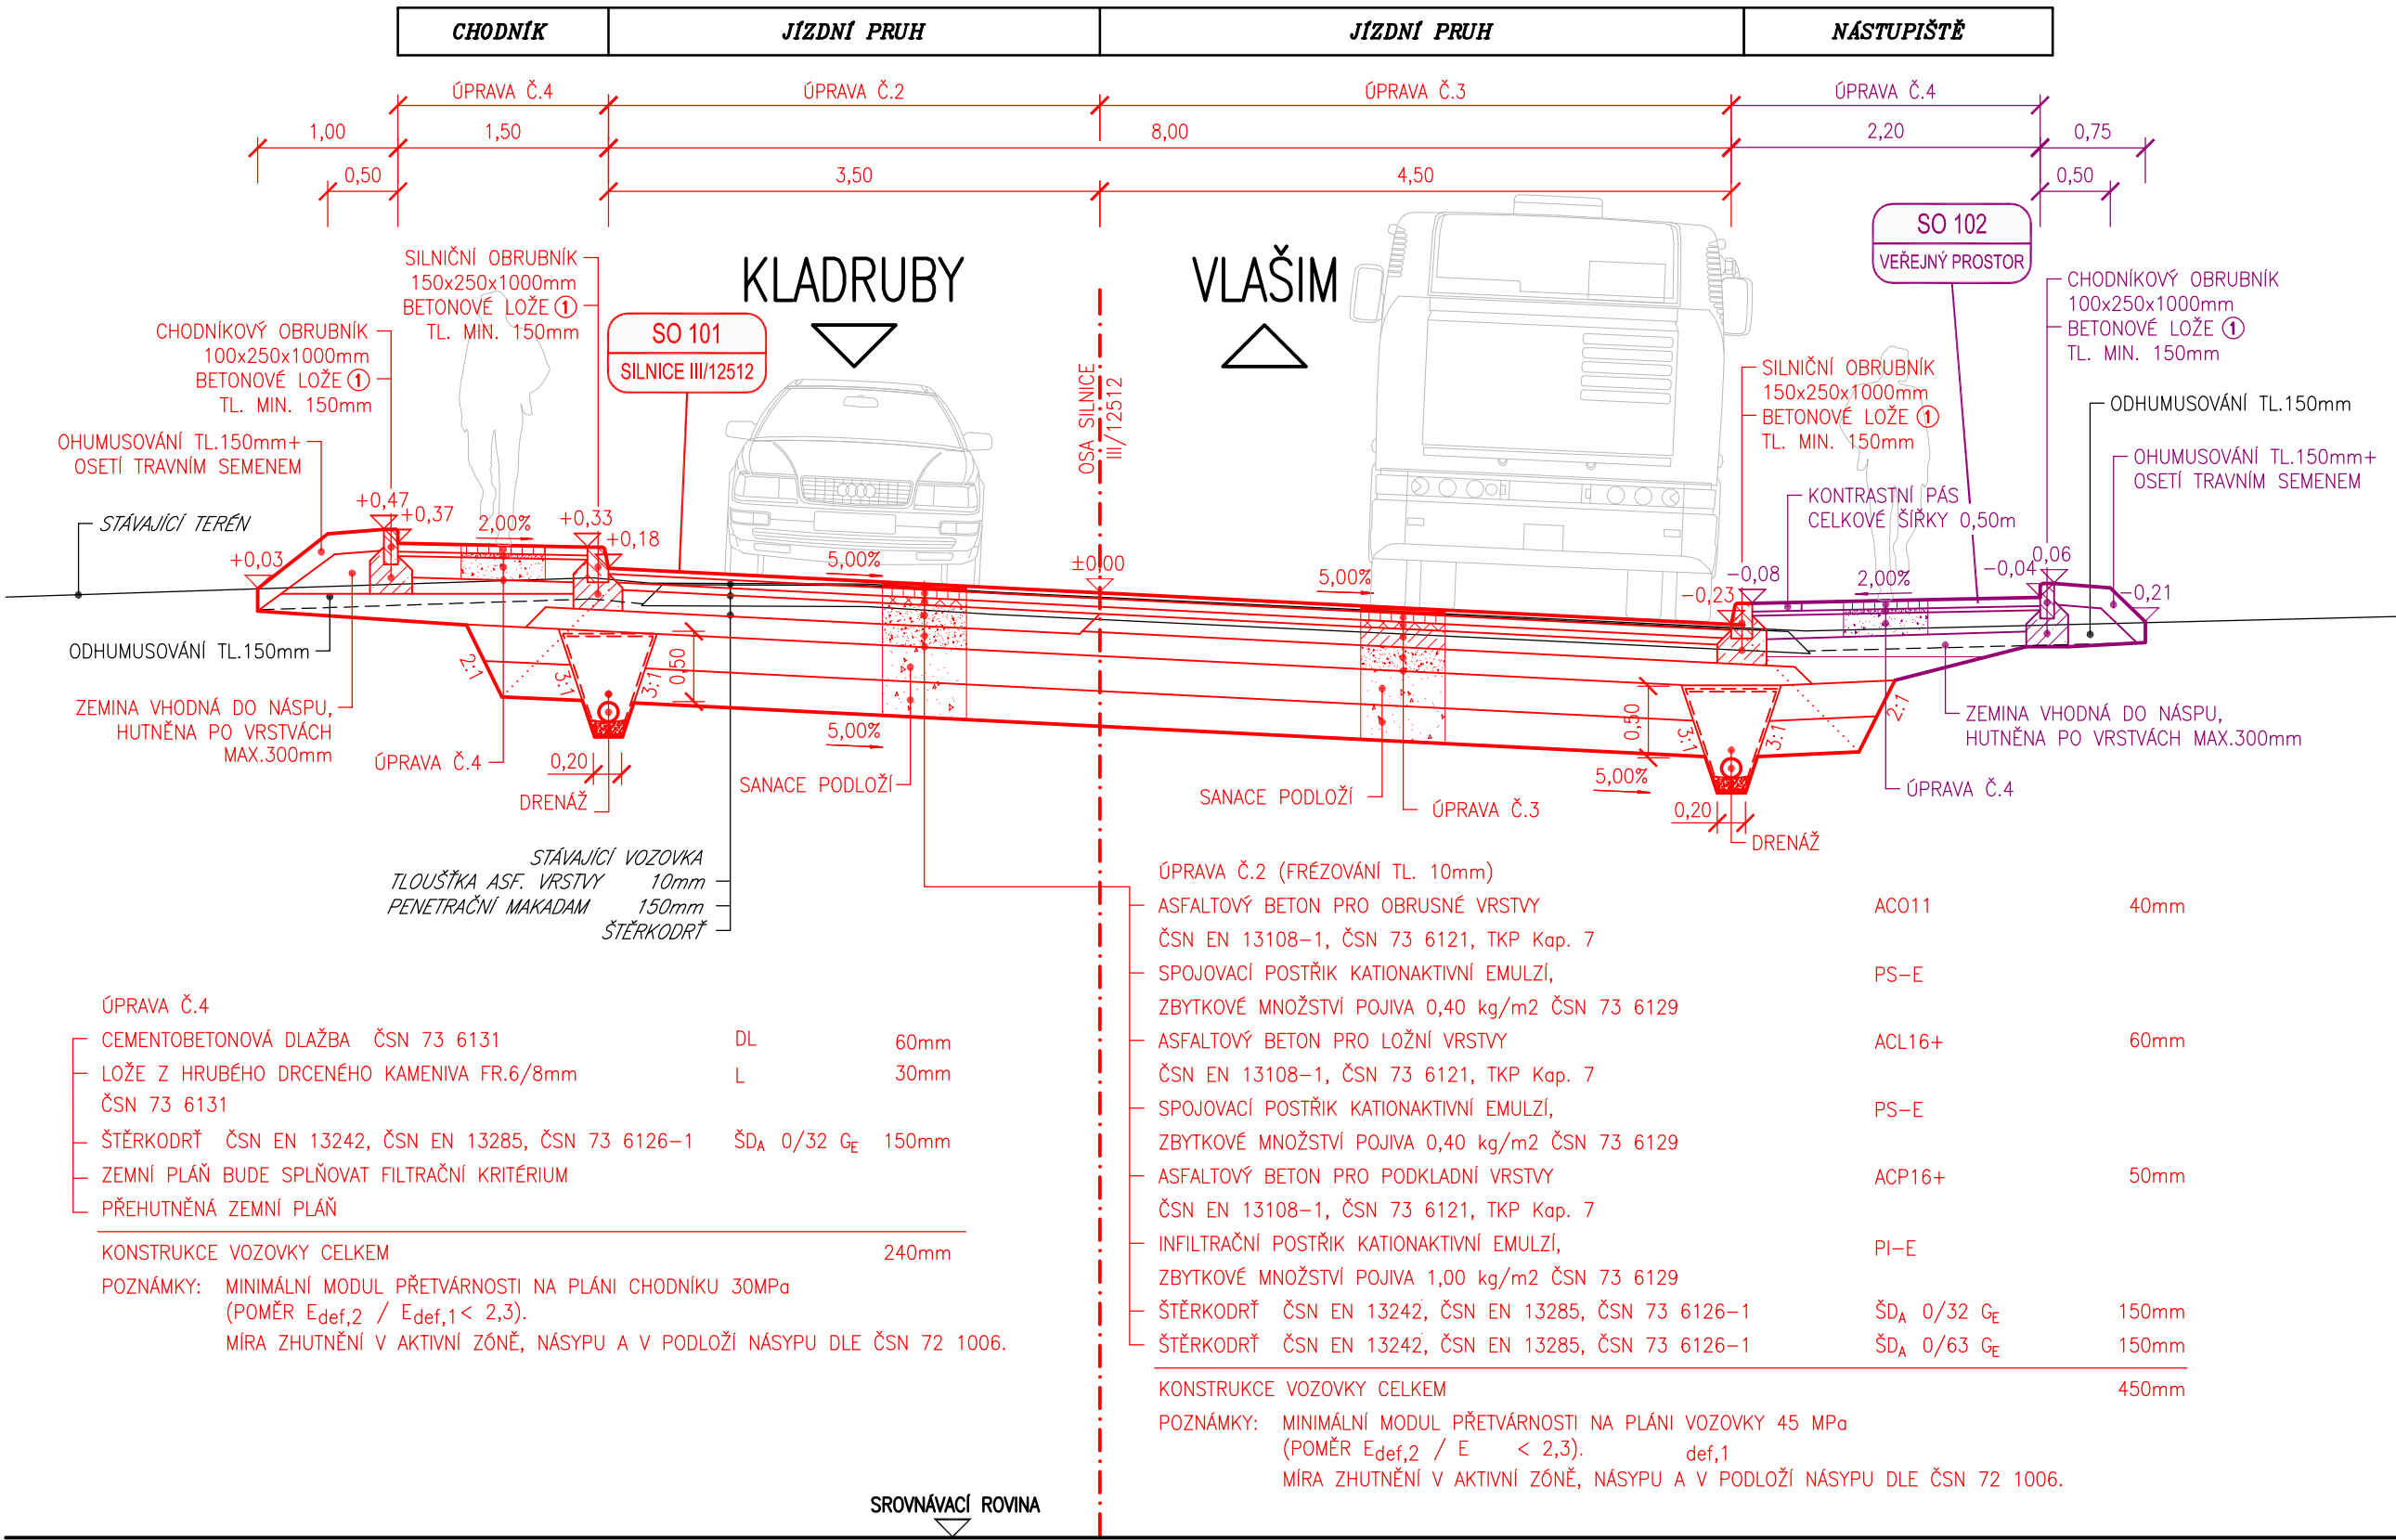 CHODNÍK JÍZDNÍ PRUH JÍZDNÍ PRUH NÁSTUPIŠTĚ
ÚPRAVA Č.4 ÚPRAVA Č.2 ÚPRAVA Č.3 ÚPRAVA Č.4
1,00 1,50 8,00 2,20 0,75
0,50 3,50 4,50 0,50
KLADRUBY
VLAŠIM
SO 101
SILNICE III/12512
SO 102
VEŘEJNÝ PROSTOR
OSA SILNICE
III/12512
SILNIČNÍ OBRUBNÍK
150x250x1000mm
BETONOVÉ LOŽE 1
TL. MIN. 150mm
CHODNÍKOVÝ OBRUBNÍK
100x250x1000mm
BETONOVÉ LOŽE 1
TL. MIN. 150mm
OHUMUSOVÁNÍ TL.150mm+
OSETÍ TRAVNÍM SEMENEM
STÁVAJÍCÍ TERÉN
CHODNÍKOVÝ OBRUBNÍK
100x250x1000mm
BETONOVÉ LOŽE 1
TL. MIN. 150mm
SILNIČNÍ OBRUBNÍK
150x250x1000mm
BETONOVÉ LOŽE 1
TL. MIN. 150mm
ODHUMUSOVÁNÍ TL.150mm
OHUMUSOVÁNÍ TL.150mm+
OSETÍ TRAVNÍM SEMENEM
KONTRASTNÍ PÁS
CELKOVÉ ŠÍŘKY 0,50m
+0,47
+0,37
2,00%
+0,33
+0,18
+0,03
5,00%
±0,00
5,00%
-0,08
-0,23
2,00%
-0,04
0,06
-0,21
ODHUMUSOVÁNÍ TL.150mm
2:1
3:1
3:1
0,50
0,50
3:1
3:1
2:1
ZEMINA VHODNÁ DO NÁSPU,
HUTNĚNA PO VRSTVÁCH
MAX.300mm
ÚPRAVA Č.4
0,20
DRENÁŽ
5,00%
SANACE PODLOŽÍ
SANACE PODLOŽÍ
ÚPRAVA Č.3
5,00%
0,20
DRENÁŽ
ZEMINA VHODNÁ DO NÁSPU,
HUTNĚNA PO VRSTVÁCH MAX.300mm
ÚPRAVA Č.4
STÁVAJÍCÍ VOZOVKA
TLOUŠŤKA ASF. VRSTVY 10mm
PENETRAČNÍ MAKADAM 150mm
ŠTĚRKODRŤ
ÚPRAVA Č.4
CEMENTOBETONOVÁ DLAŽBA ČSN 73 6131 DL 60mm
LOŽE Z HRUBÉHO DRCENÉHO KAMENIVA FR.6/8mm L 30mm
ČSN 73 6131
ŠTĚRKODRŤ ČSN EN 13242, ČSN EN 13285, ČSN 73 6126-1 ŠDA 0/32 GE 150mm
ZEMNÍ PLÁŇ BUDE SPLŇOVAT FILTRAČNÍ KRITÉRIUM
PŘEHUTNĚNÁ ZEMNÍ PLÁŇ
KONSTRUKCE VOZOVKY CELKEM 240mm
POZNÁMKY: MINIMÁLNÍ MODUL PŘETVÁRNOSTI NA PLÁNI CHODNÍKU 30MPa
(POMĚR Edef,2 / Edef,1< 2,3).
MÍRA ZHUTNĚNÍ V AKTIVNÍ ZÓNĚ, NÁSYPU A V PODLOŽÍ NÁSYPU DLE ČSN 72 1006.
ÚPRAVA Č.2 (FRÉZOVÁNÍ TL. 10mm)
ASFALTOVÝ BETON PRO OBRUSNÉ VRSTVY ACO11 40mm
ČSN EN 13108-1, ČSN 73 6121, TKP Kap. 7
SPOJOVACÍ POSTŘIK KATIONAKTIVNÍ EMULZÍ, PS-E
ZBYTKOVÉ MNOŽSTVÍ POJIVA 0,40 kg/m2 ČSN 73 6129
ASFALTOVÝ BETON PRO LOŽNÍ VRSTVY ACL16+ 60mm
ČSN EN 13108-1, ČSN 73 6121, TKP Kap. 7
SPOJOVACÍ POSTŘIK KATIONAKTIVNÍ EMULZÍ, PS-E
ZBYTKOVÉ MNOŽSTVÍ POJIVA 0,40 kg/m2 ČSN 73 6129
ASFALTOVÝ BETON PRO PODKLADNÍ VRSTVY ACP16+ 50mm
ČSN EN 13108-1, ČSN 73 6121, TKP Kap. 7
INFILTRAČNÍ POSTŘIK KATIONAKTIVNÍ EMULZÍ, PI-E
ZBYTKOVÉ MNOŽSTVÍ POJIVA 1,00 kg/m2 ČSN 73 6129
ŠTĚRKODRŤ ČSN EN 13242, ČSN EN 13285, ČSN 73 6126-1 ŠDA 0/32 GE 150mm
ŠTĚRKODRŤ ČSN EN 13242, ČSN EN 13285, ČSN 73 6126-1 ŠDA 0/63 GE 150mm
KONSTRUKCE VOZOVKY CELKEM 450mm
POZNÁMKY: MINIMÁLNÍ MODUL PŘETVÁRNOSTI NA PLÁNI VOZOVKY 45 MPa
(POMĚR Edef,2 / E < 2,3). def,1
MÍRA ZHUTNĚNÍ V AKTIVNÍ ZÓNĚ, NÁSYPU A V PODLOŽÍ NÁSYPU DLE ČSN 72 1006.
SROVNÁVACÍ ROVINA